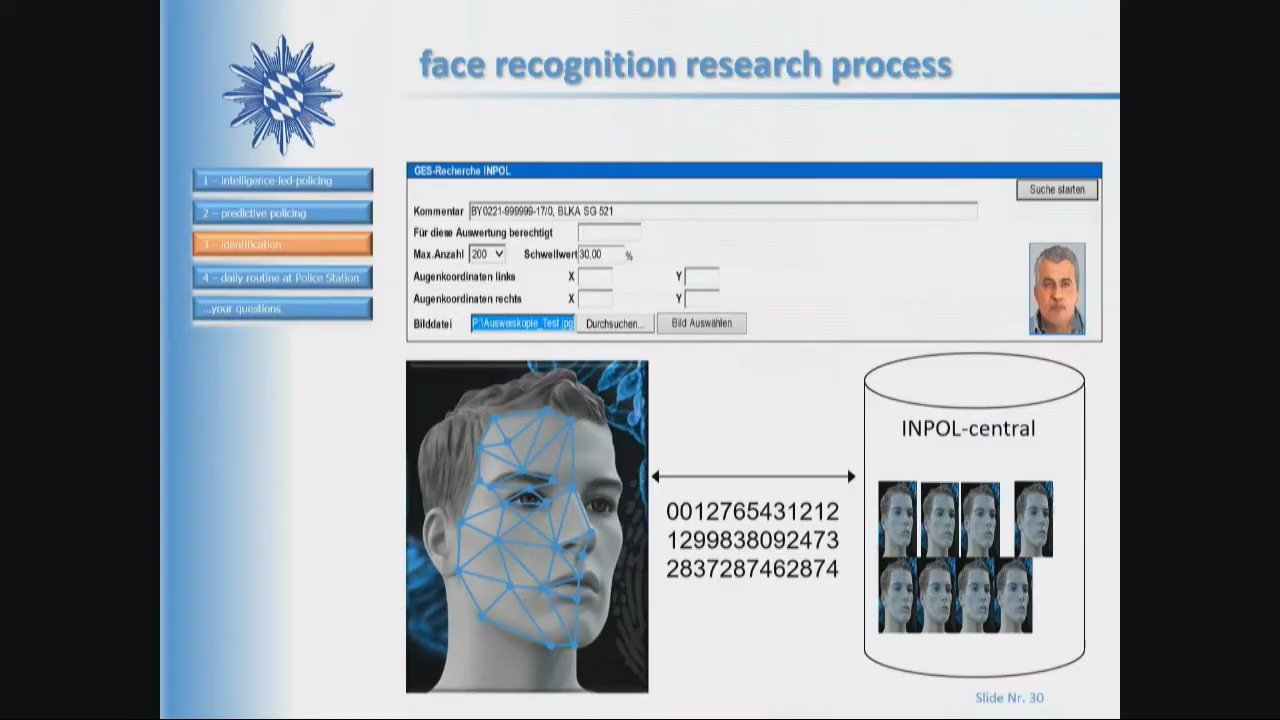 face recognition research process
1 – intelligence-led policing
2 – predictive policing
3 – identification
4 – daily routine at Police Station
...your questions
GES-Recherche INPOL
Suche starten
Kommentar BY0221-999999-17/0, BLKA SG 521
Für diese Auswertung berechtigt
Max.Anzahl 200 Schwellwert 30,00 %
Augenkoordinaten links X Y
Augenkoordinaten rechts X Y
Bilddatei P:\Ausweiskopie_Test.jpg Durchsuchen... Bild Auswählen
INPOL-central
0012765431212
1299838092473
2837287462874
Slide Nr. 30